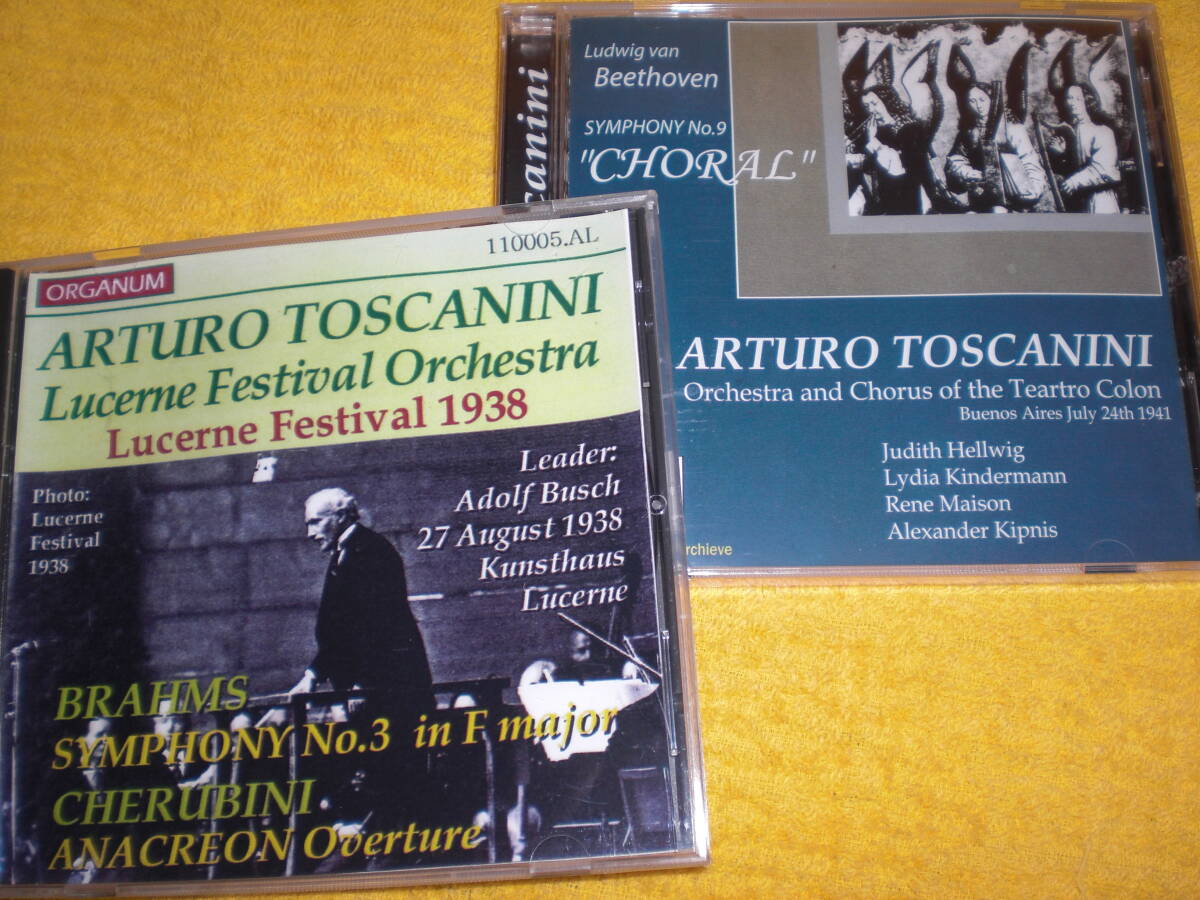 Ludwig van
Beethoven
SYMPHONY No.9
"CHORAL"
ARTURO TOSCANINI
Orchestra and Chorus of the Teartro Colon
Buenos Aires July 24th 1941
Judith Hellwig
Lydia Kindermann
Rene Maison
Alexander Kipnis
rchieve
canini
110005.AL
ORGANUM
ARTURO TOSCANINI
Lucerne Festival Orchestra
Lucerne Festival 1938
Photo:
Lucerne
Festival
1938
Leader:
Adolf Busch
27 August 1938
Kunsthaus
Lucerne
BRAHMS
SYMPHONY No.3 in F major
CHERUBINI
ANACREON Overture